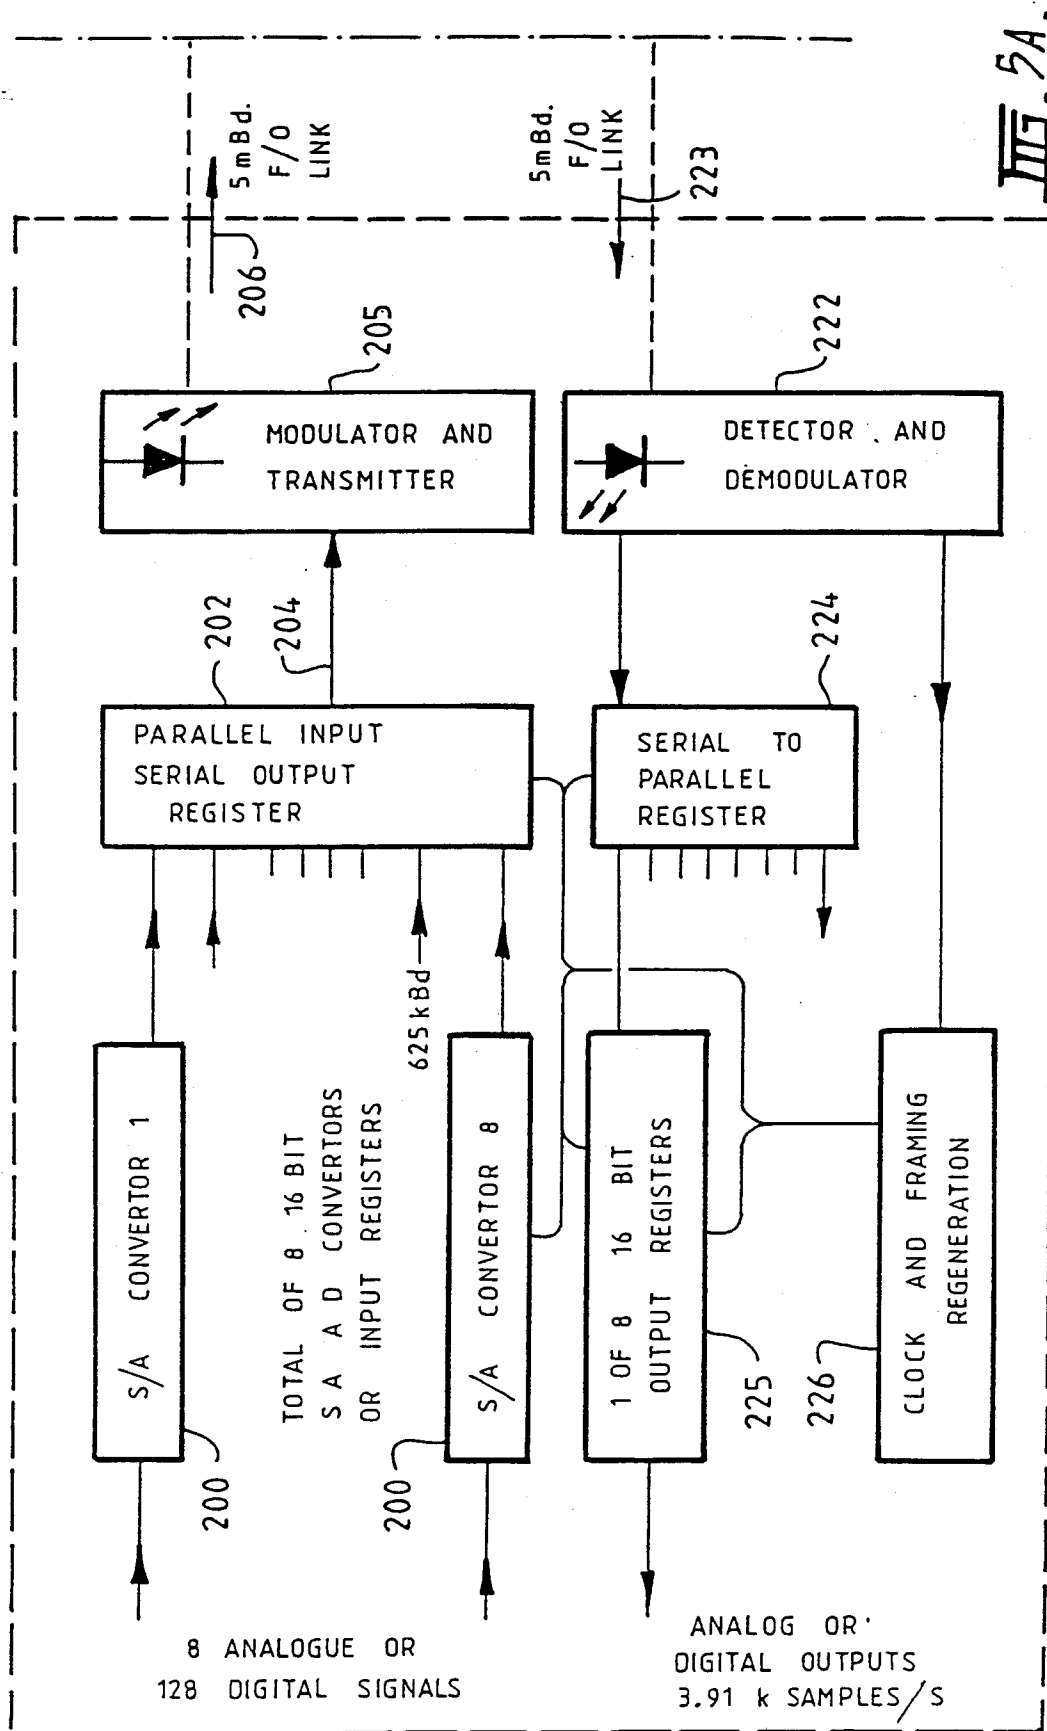 FIG. 5A.
5mBd.
F/O
LINK
206
5mBd.
F/O
LINK
223
205
MODULATOR AND
TRANSMITTER
222
DETECTOR AND
DEMODULATOR
202
204
PARALLEL INPUT
SERIAL OUTPUT
REGISTER
224
SERIAL TO
PARALLEL
REGISTER
625kBd
S/A CONVERTOR 1
200
TOTAL OF 8. 16 BIT
S A A D CONVERTORS
OR INPUT REGISTERS
S/A CONVERTOR 8
200
1 OF 8 16 BIT
OUTPUT REGISTERS
225
CLOCK AND FRAMING
REGENERATION
226
8 ANALOGUE OR
128 DIGITAL SIGNALS
ANALOG OR
DIGITAL OUTPUTS
3.91 k SAMPLES/S